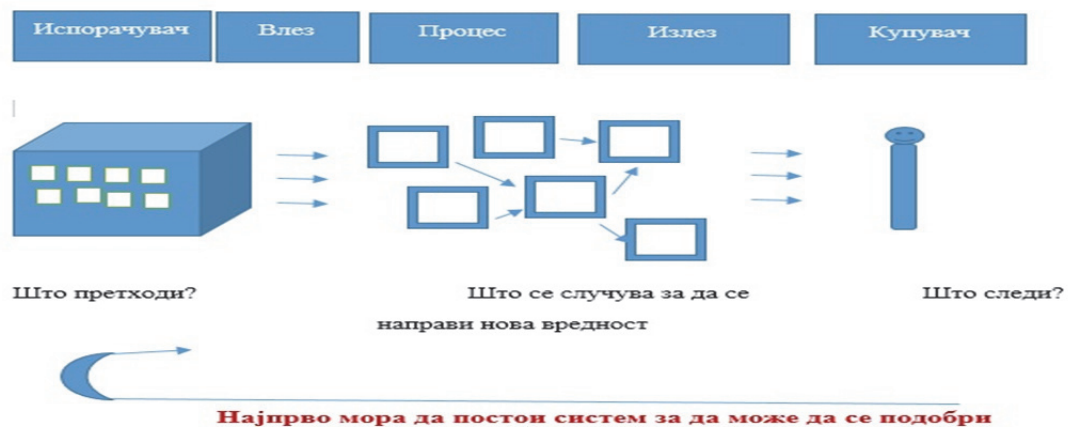 Испорачувач
Влез
Процес
Излез
Купувач
Што претходи?
Што се случува за да се
направи нова вредност
Што следи?
Најпрво мора да постои систем за да може да се подобри